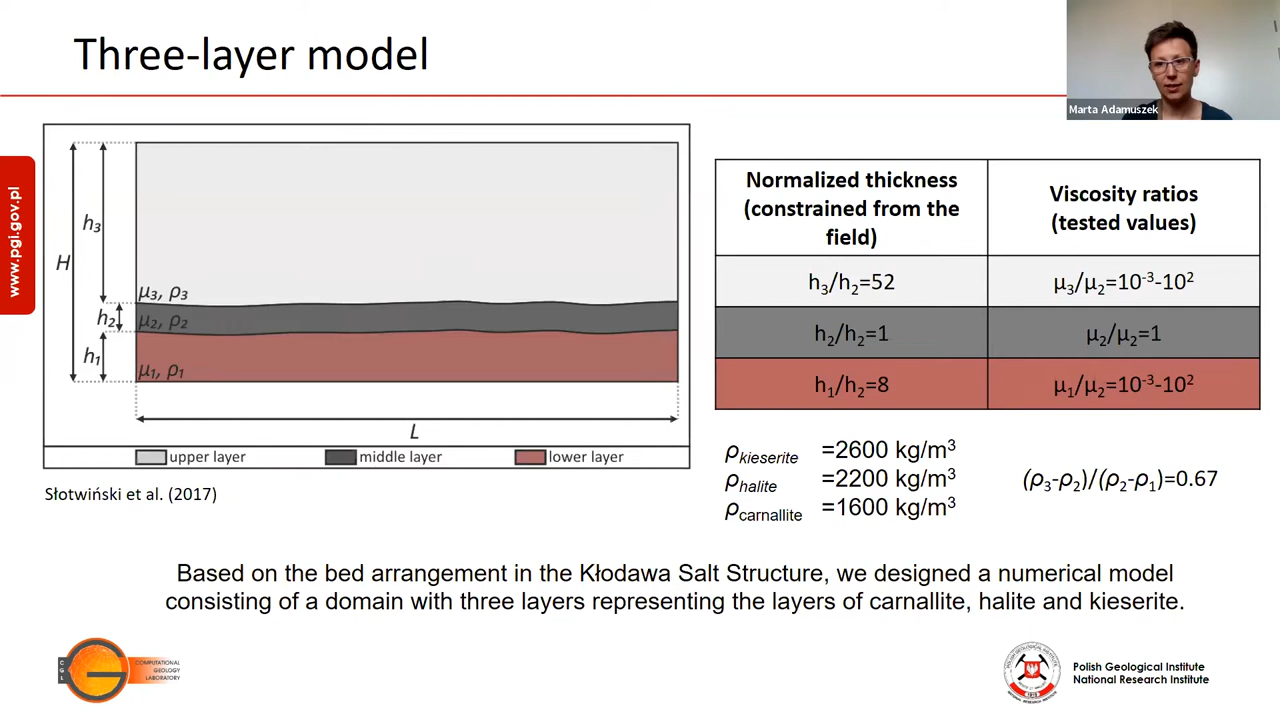 Three-layer model
Marta Adamuszek
www.pgi.gov.pl
H
h3
h2
h1
μ3, ρ3
μ2, ρ2
μ1, ρ1
L
upper layer
middle layer
lower layer
Słotwiński et al. (2017)
Normalized thickness
(constrained from the
field)
Viscosity ratios
(tested values)
h3/h2=52
μ3/μ2=10-3-102
h2/h2=1
μ2/μ2=1
h1/h2=8
μ1/μ2=10-3-102
ρkieserite =2600 kg/m3
ρhalite =2200 kg/m3
ρcarnallite =1600 kg/m3
(ρ3-ρ2)/(ρ2-ρ1)=0.67
Based on the bed arrangement in the Kłodawa Salt Structure, we designed a numerical model
consisting of a domain with three layers representing the layers of carnallite, halite and kieserite.
CGL
COMPUTATIONAL
GEOLOGY
LABORATORY
Polish Geological Institute
National Research Institute